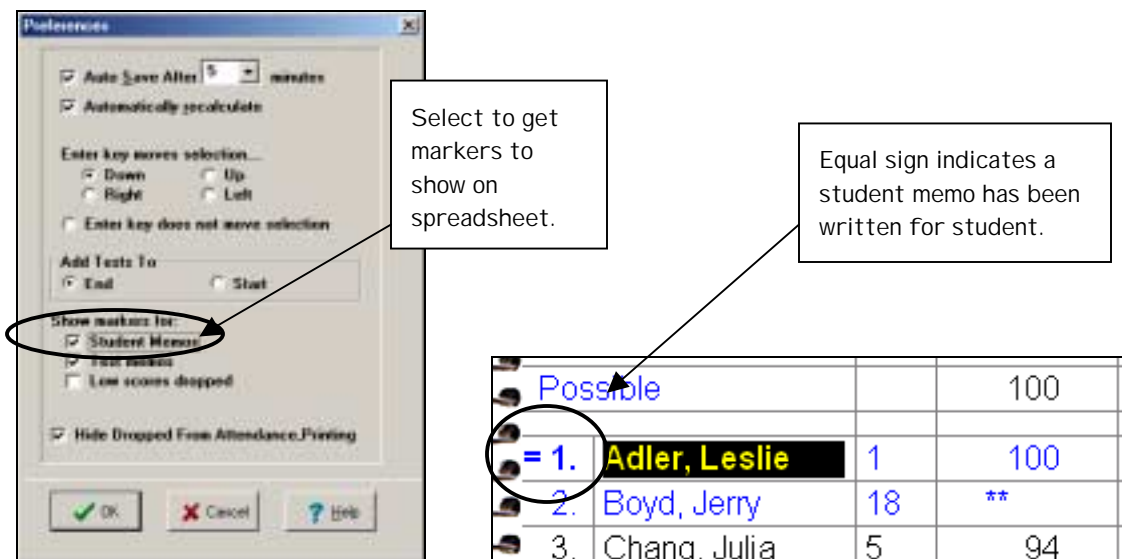 Preferences
Auto Save After 5 minutes
Automatically recalculate
Enter key moves selection...
Down Up
Right Left
Enter key does not move selection
Add Tests To
End Start
Show markers for:
Student Memos
Test memos
Low scores dropped
Hide Dropped From Attendance,Printing
OK Cancel Help
Select to get
markers to
show on
spreadsheet.
Equal sign indicates a
student memo has been
written for student.
Possible 100
= 1. Adler, Leslie 1 100
2. Boyd, Jerry 18 **
3. Chang, Julia 5 94